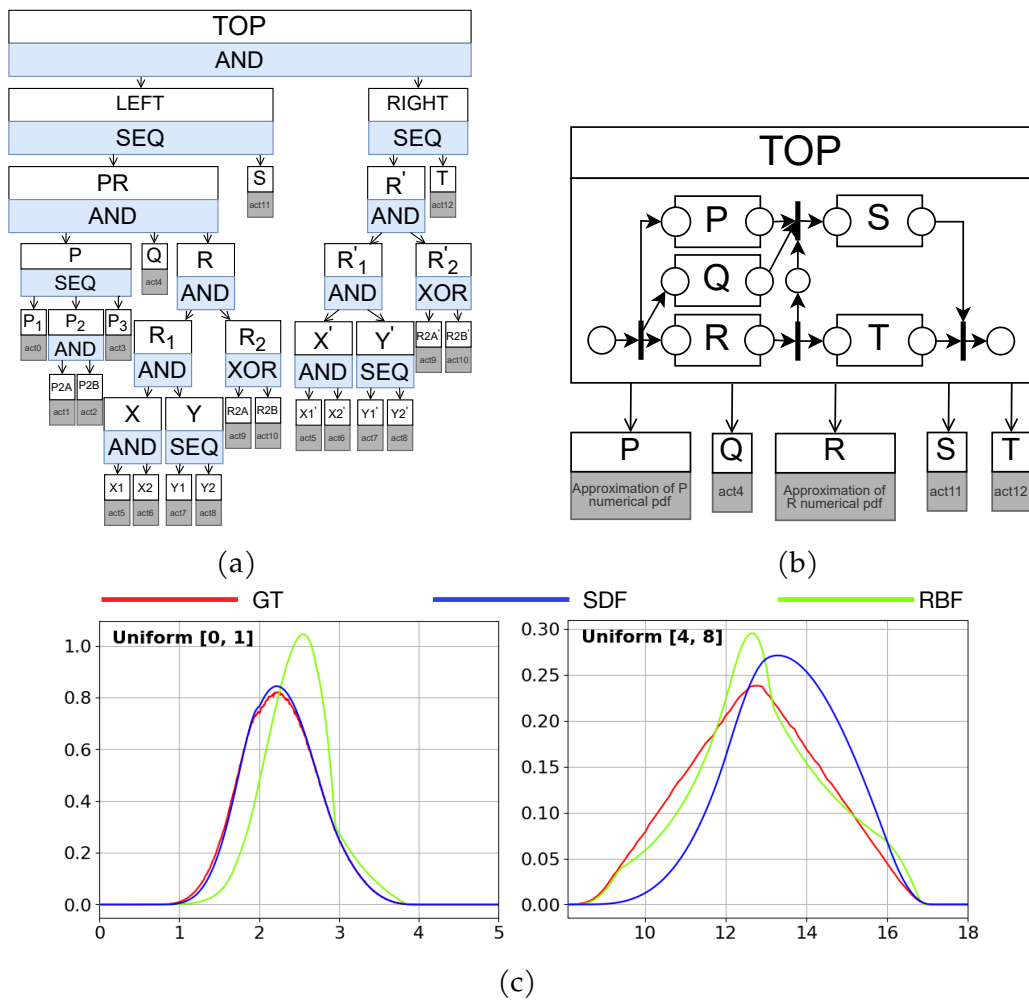 TOP
AND
LEFT
RIGHT
SEQ
SEQ
PR
S
act11
R'
T
act12
AND
AND
P
Q
act4
R
R'1
R'2
SEQ
AND
AND
XOR
P1
act0
P2
P3
act3
AND
R1
R2
X'
Y'
R2A'
act9
R2B'
act10
AND
XOR
AND
SEQ
P2A
act1
P2B
act2
X
Y
R2A
act9
R2B
act10
X1'
act5
X2'
act6
Y1'
act7
Y2'
act8
AND
SEQ
X1
act5
X2
act6
Y1
act7
Y2
act8
(a)
TOP
P
S
Q
R
T
P
Approximation of P
numerical pdf
Q
act4
R
Approximation of
R numerical pdf
S
act11
T
act12
(b)
GT
SDF
RBF
Uniform [0, 1]
1.0
0.8
0.6
0.4
0.2
0.0
0 1 2 3 4 5
Uniform [4, 8]
0.30
0.25
0.20
0.15
0.10
0.05
0.00
10 12 14 16 18
(c)